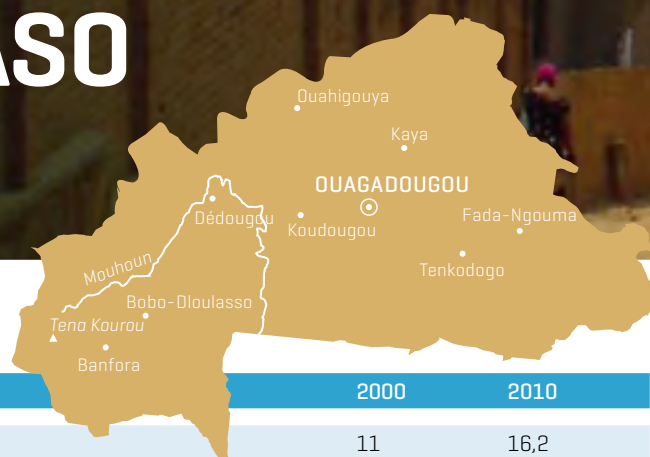 ASO
Ouahigouya
Kaya
OUAGADOUGOU
Dédougou
Koudougou
Fada-Ngouma
Tenkodogo
Mouhoun
Bobo-Dloulasso
Tena Kourou
Banfora
2000 2010
11 16,2